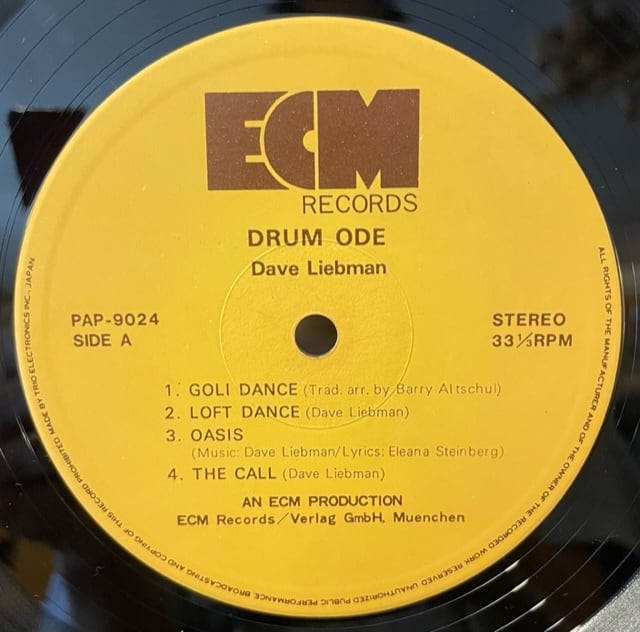 ECM
RECORDS
DRUM ODE
Dave Liebman
PAP-9024
SIDE A
STEREO
33⅓RPM
1. GOLI DANCE (Trad. arr. by Barry Altschul)
2. LOFT DANCE (Dave Liebman)
3. OASIS
(Music: Dave Liebman/Lyrics: Eleana Steinberg)
4. THE CALL (Dave Liebman)
AN ECM PRODUCTION
ECM Records/Verlag GmbH, Muenchen
ALL RIGHTS OF THE MANUFACTURER AND OF THE OWNER OF THE RECORDED WORK RESERVED. UNAUTHORIZED PUBLIC PERFORMANCE BROADCASTING AND COPYING OF THIS RECORD PROHIBITED MADE BY TRIO ELECTRONICS INC., JAPAN